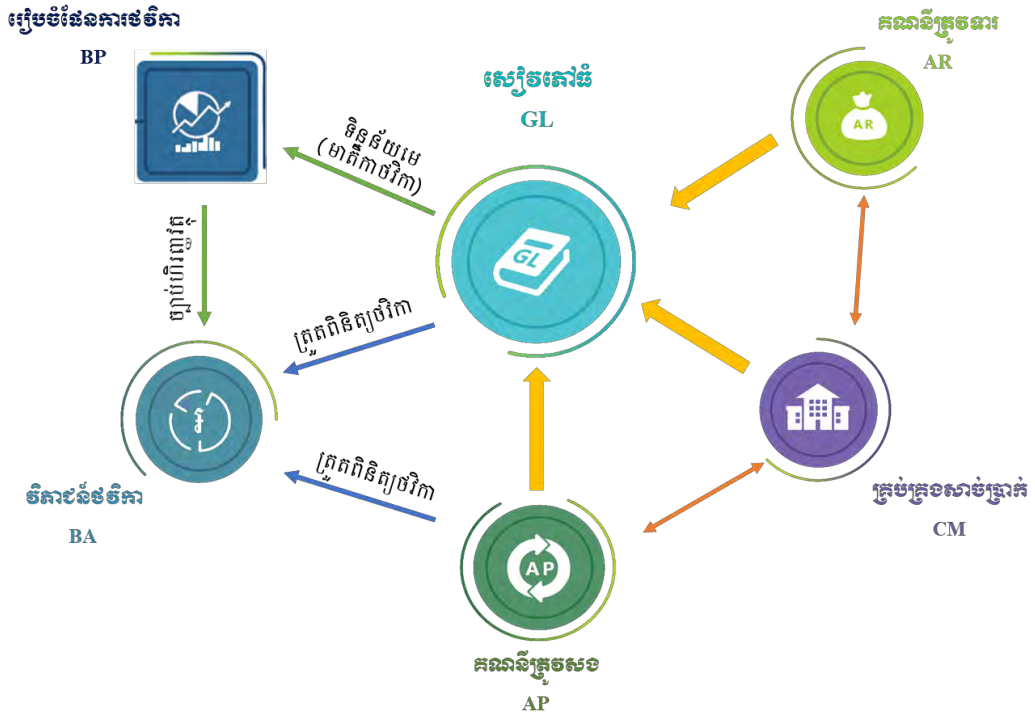 រៀបចំផែនការថវិកា
BP
គណនីត្រូវទារ
AR
សៀវភៅធំ
GL
AR
ទិន្នន័យមេ
(មាតិកាថវិកា)
GL
ច្បាប់ហិរញ្ញវត្ថុ
ត្រួតពិនិត្យថវិកា
វិភាជន៍ថវិកា
BA
ត្រួតពិនិត្យថវិកា
គ្រប់គ្រងសាច់ប្រាក់
CM
AP
គណនីត្រូវសង
AP